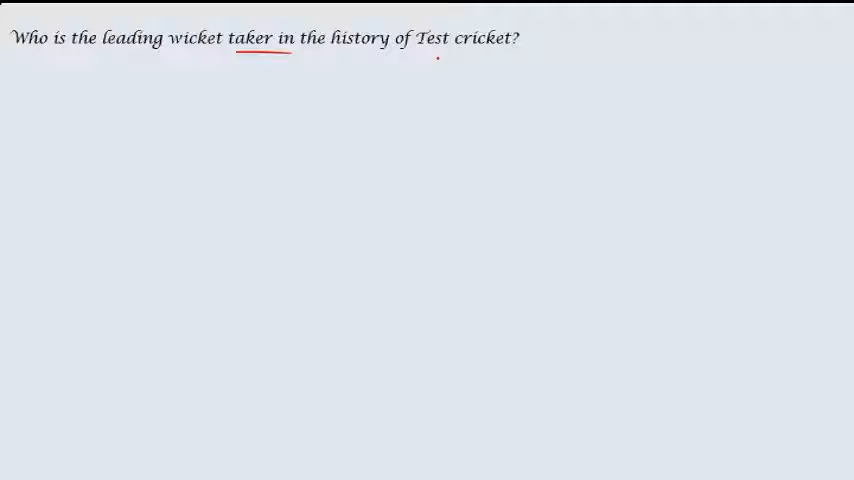 Who is the leading wicket taker in the history of Test cricket?